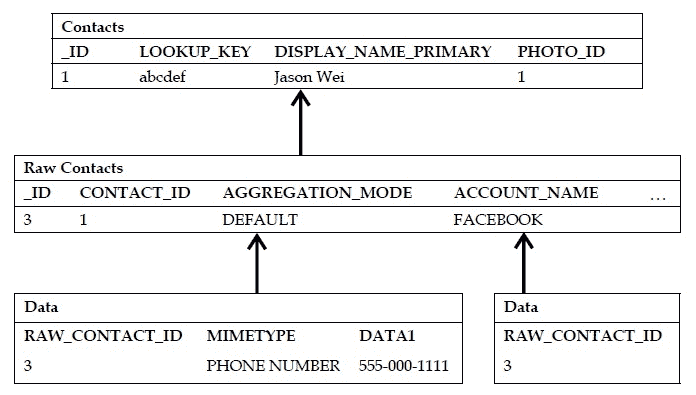 Contacts
_ID LOOKUP_KEY DISPLAY_NAME_PRIMARY PHOTO_ID
1 abcdef Jason Wei 1
Raw Contacts
_ID CONTACT_ID AGGREGATION_MODE ACCOUNT_NAME ...
3 1 DEFAULT FACEBOOK
Data
RAW_CONTACT_ID MIMETYPE DATA1
3 PHONE NUMBER 555-000-1111
Data
RAW_CONTACT_ID
3